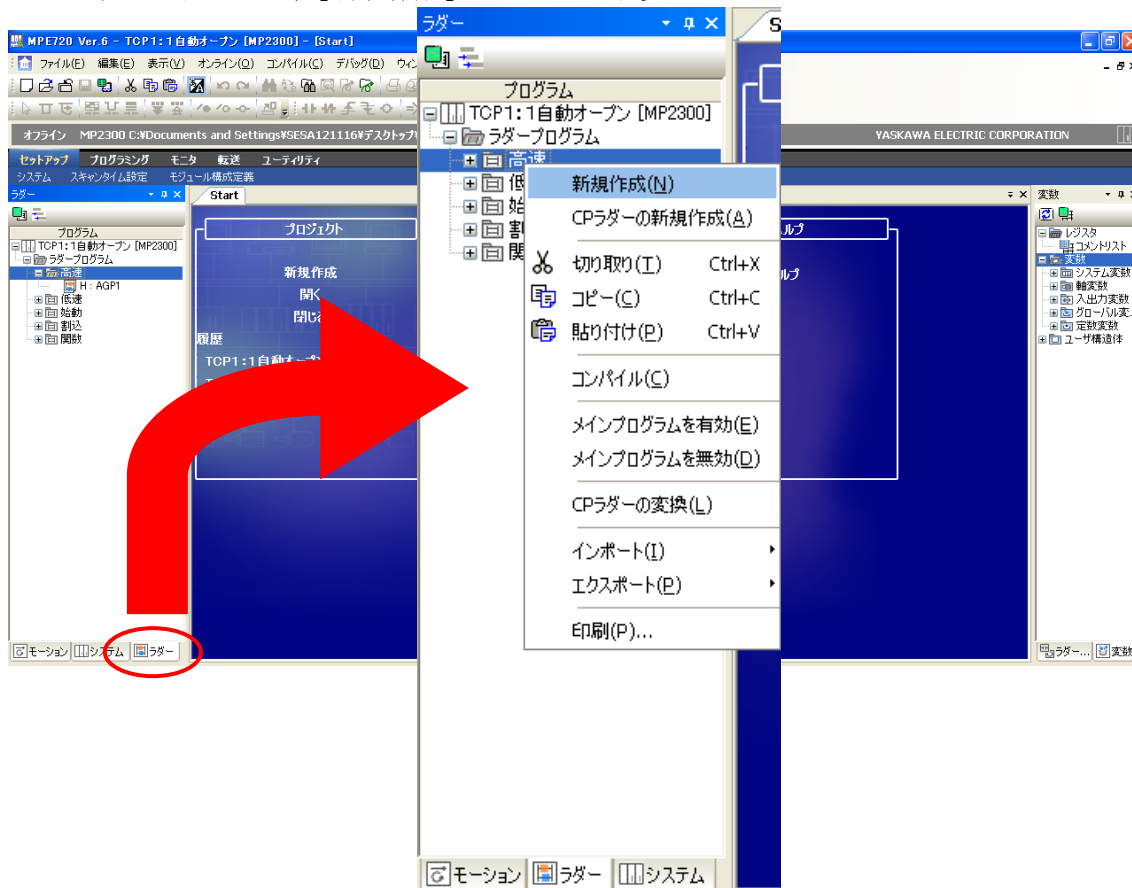 MPE720 Ver.6 - TCP1:1自動オープン [MP2300] - [Start]
ファイル(F) 編集(E) 表示(V) オンライン(O) コンパイル(C) デバッグ(D)
オフライン MP2300 C:¥Documents and Settings¥SESA121116¥デスクトップ
YASKAWA ELECTRIC CORPORATION
セットアップ プログラミング モニタ 転送 ユーティリティ
システム スキャンタイム設定 モジュール構成定義
ラダー
プログラム
TCP1:1自動オープン [MP2300]
ラダープログラム
高速
H : AGP1
低速
始動
割込
関数
モーション
システム
ラダー
Start
プロジェクト
新規作成
開く
履歴
ラダー
プログラム
TCP1:1自動オープン [MP2300]
ラダープログラム
高速
新規作成(N)
CPラダーの新規作成(A)
切り取り(T) Ctrl+X
コピー(C) Ctrl+C
貼り付け(P) Ctrl+V
コンパイル(C)
メインプログラムを有効(E)
メインプログラムを無効(D)
CPラダーの変換(L)
インポート(I)
エクスポート(P)
印刷(P)...
モーション
ラダー
システム
変数
レジスタ
コメントリスト
変数
システム変数
軸変数
入出力変数
グローバル変...
定数変数
ユーザ構造体
ラダー...
変数